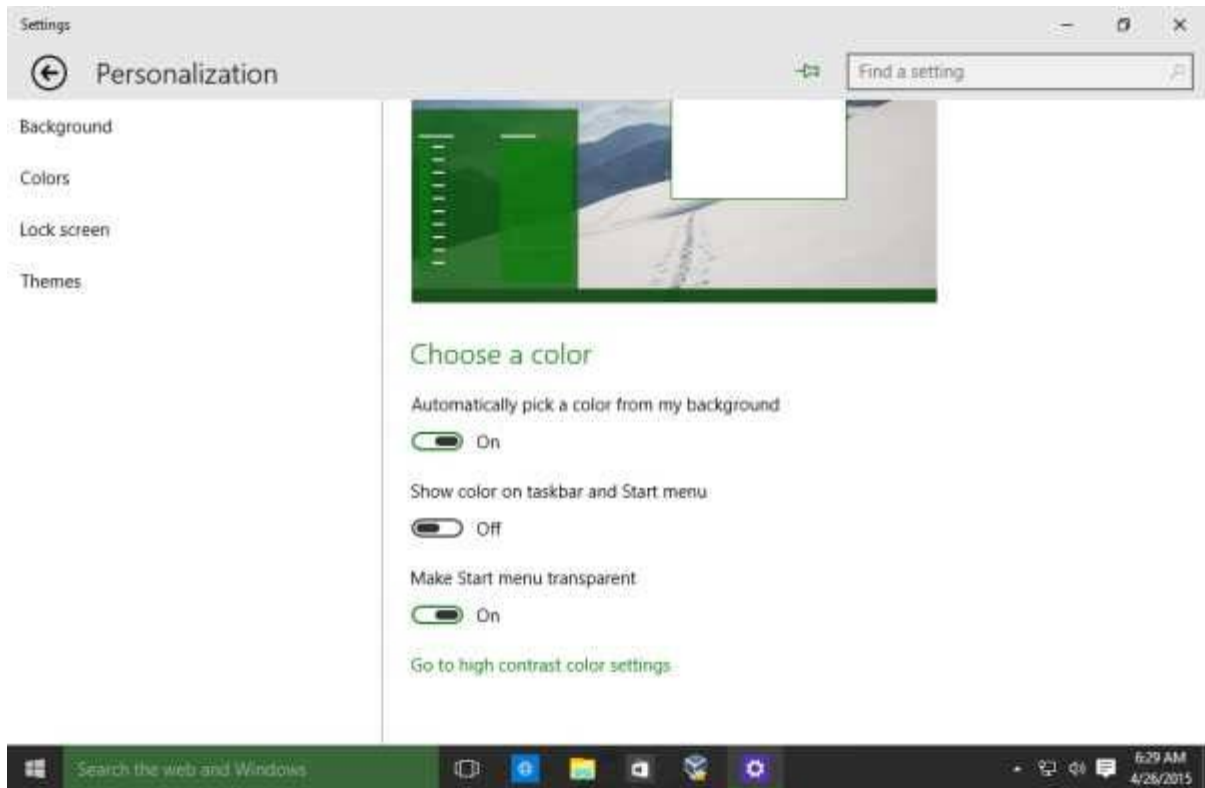 Settings
Personalization
Find a setting
Background
Colors
Lock screen
Themes
Choose a color
Automatically pick a color from my background
On
Show color on taskbar and Start menu
Off
Make Start menu transparent
On
Go to high contrast color settings
Search the web and Windows
6:29 AM
4/26/2015